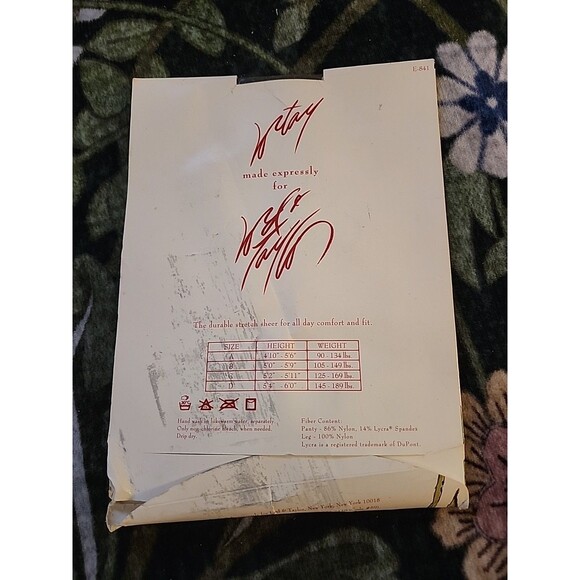 E-841
l&tay
made expressly
for
Lord &
Taylor
The durable stretch sheer for all day comfort and fit.
SIZE HEIGHT WEIGHT
A 4'10" - 5'6" 90 - 134 lbs.
B 5'0" - 5'9" 105 - 149 lbs.
C 5'2" - 5'11" 125 - 169 lbs.
D 5'4" - 6'0" 145 - 189 lbs.
Hand wash in lukewarm water, separately.
Only non-chlorine bleach, when needed.
Drip dry.
Fiber Content:
Panty - 86% Nylon, 14% Lycra® Spandex
Leg - 100% Nylon
Lycra is a registered trademark of DuPont.
Taylor, New York, New York 10018